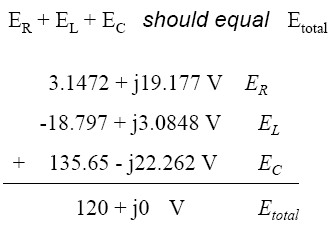 E_R + E_L + E_C should equal E_total
3.1472 + j19.177 V E_R
-18.797 + j3.0848 V E_L
+ 135.65 - j22.262 V E_C
120 + j0 V E_total